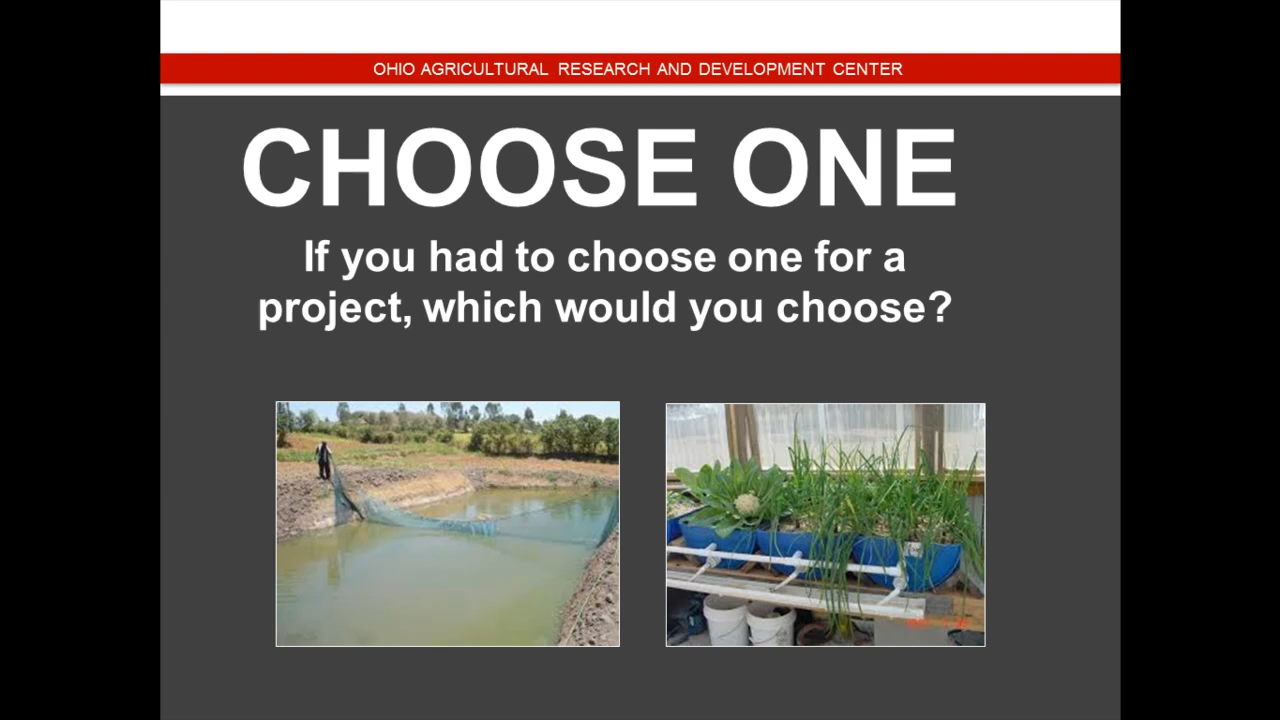 OHIO AGRICULTURAL RESEARCH AND DEVELOPMENT CENTER
CHOOSE ONE
If you had to choose one for a
project, which would you choose?